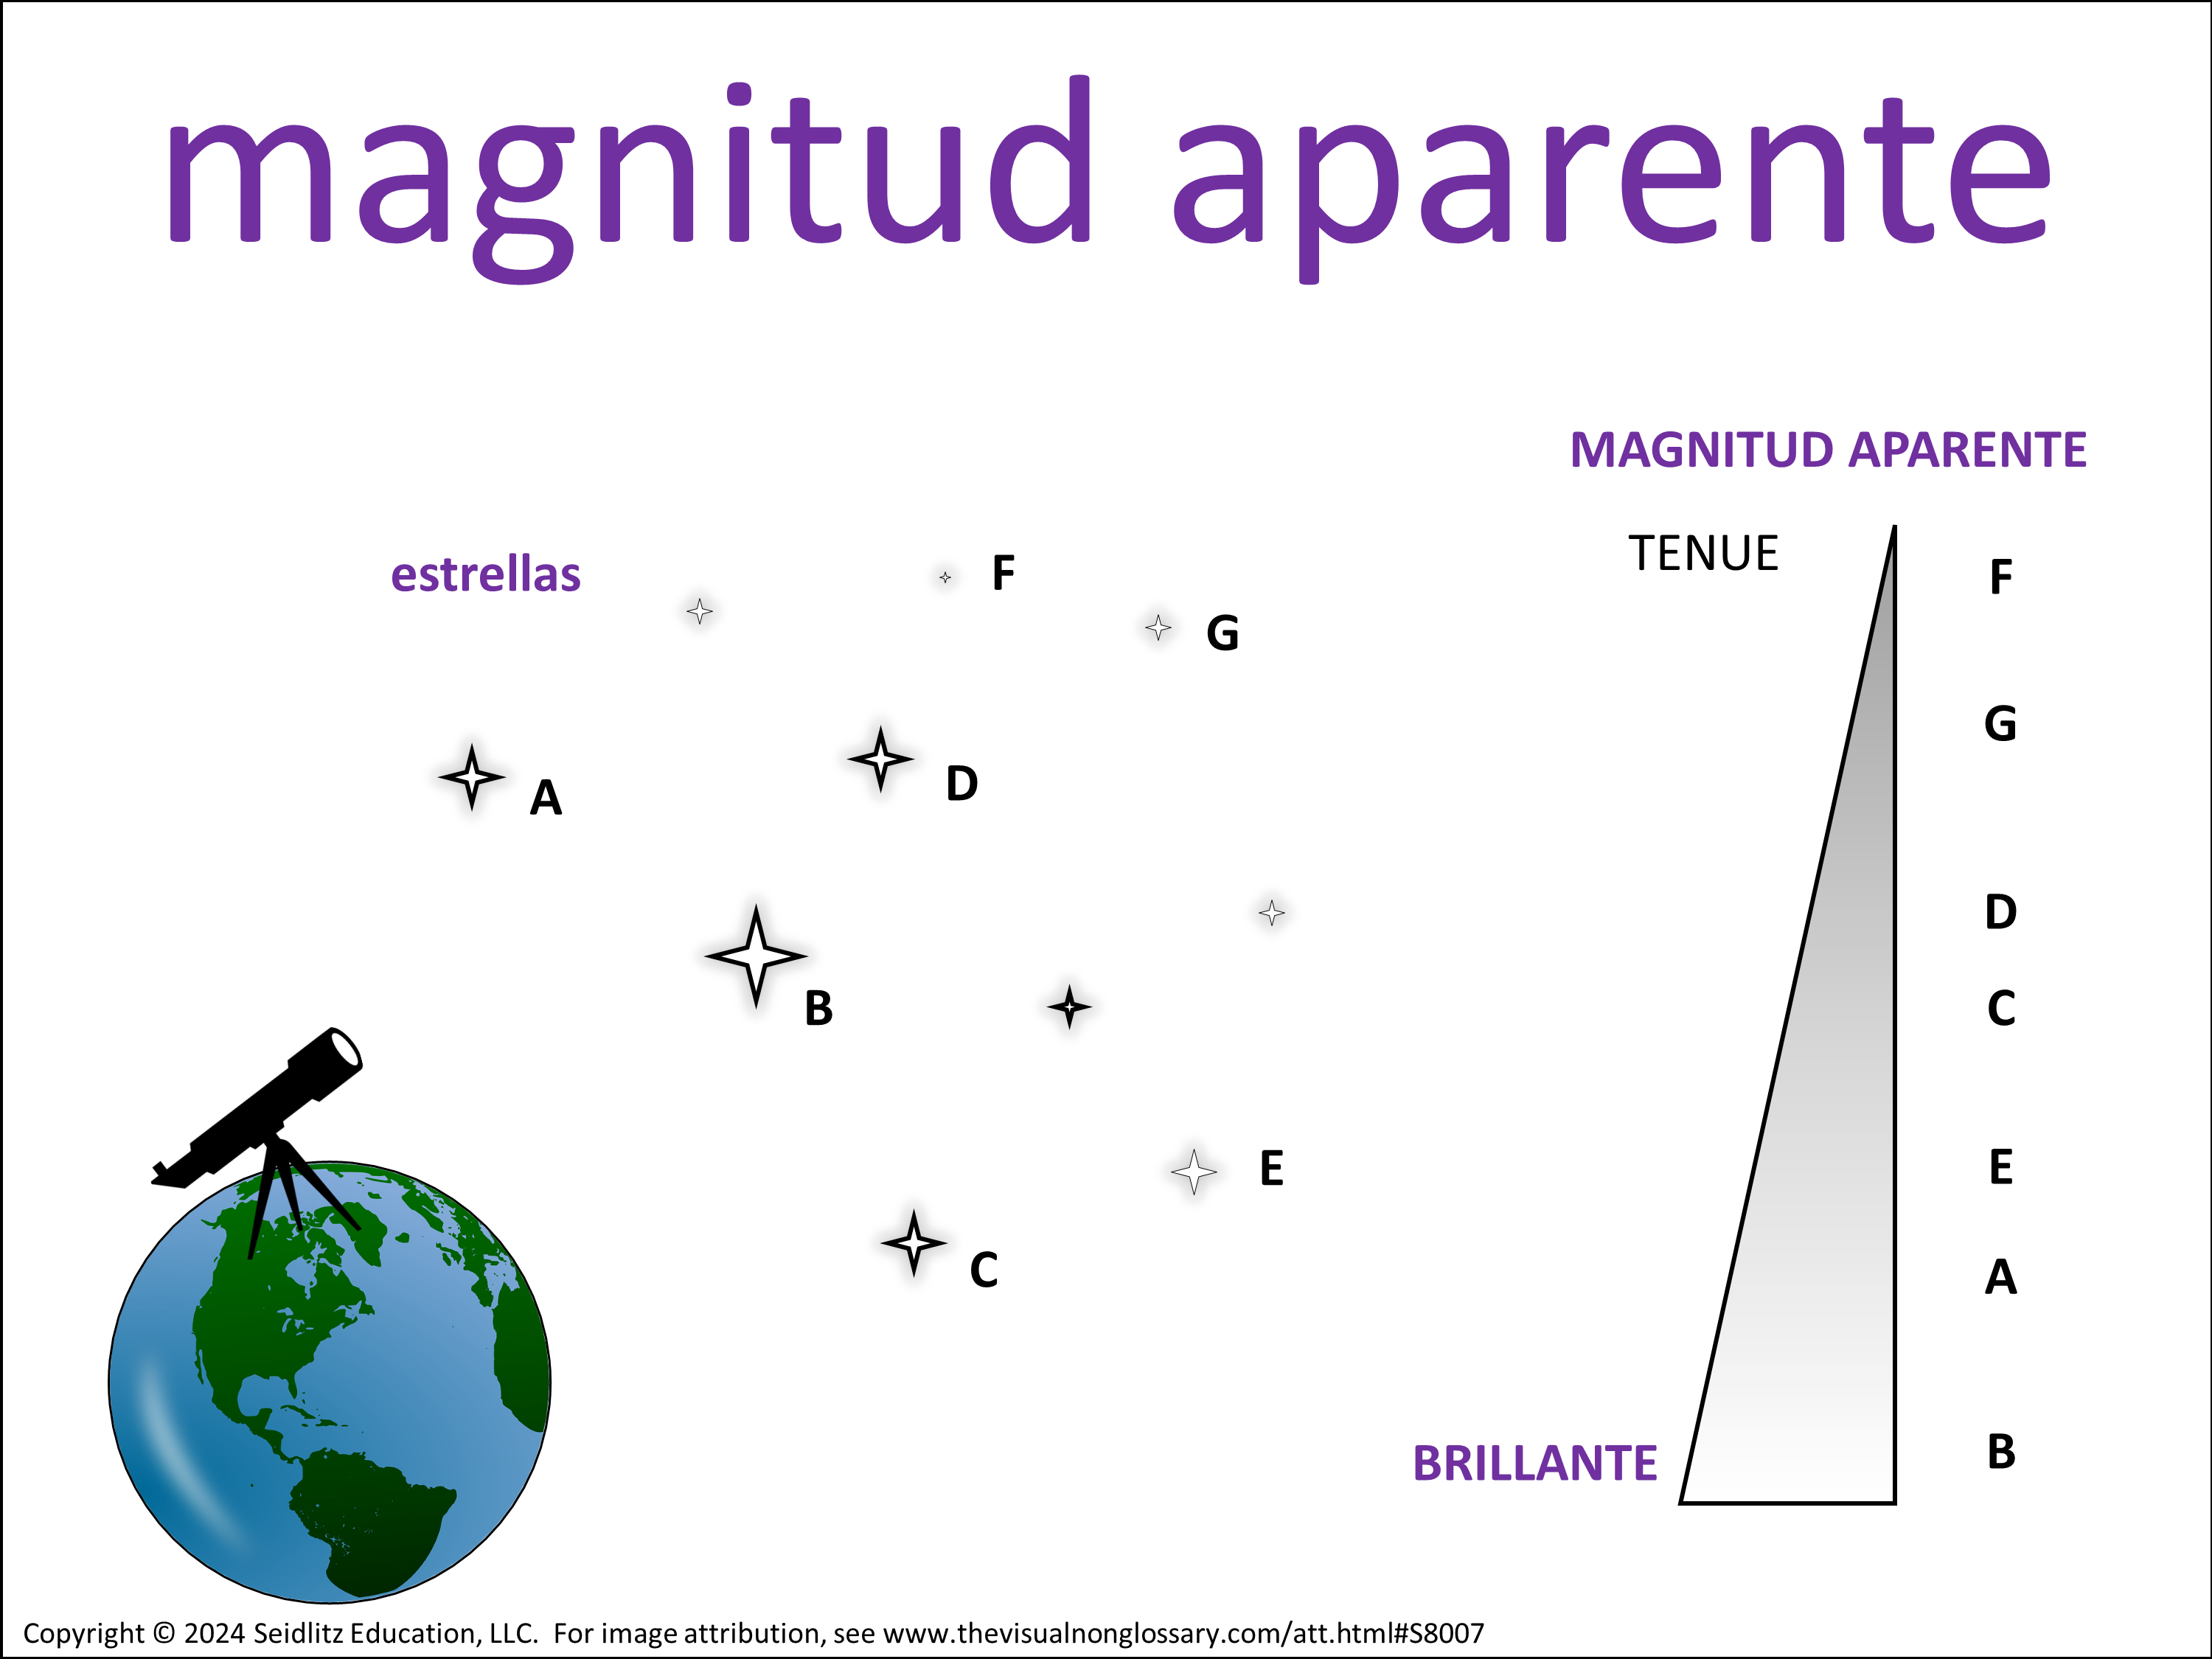 magnitud aparente
MAGNITUD APARENTE
estrellas
F
G
A
D
B
E
C
TENUE
F
G
D
C
E
A
BRILLANTE
B
Copyright © 2024 Seidlitz Education, LLC.  For image attribution, see www.thevisualnonglossary.com/att.html#S8007